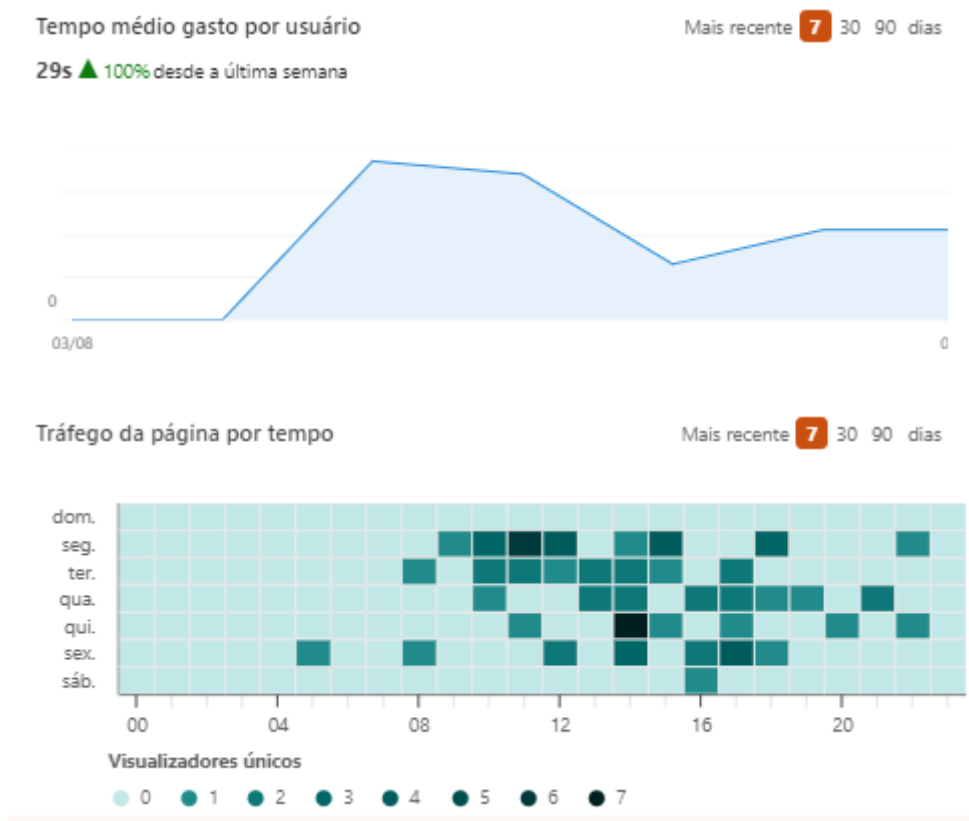 Tempo médio gasto por usuário
Mais recente 7 30 90 dias
29s ▲ 100% desde a última semana
0
03/08
0
Tráfego da página por tempo
Mais recente 7 30 90 dias
dom.
seg.
ter.
qua.
qui.
sex.
sáb.
00 04 08 12 16 20
Visualizadores únicos
0 1 2 3 4 5 6 7